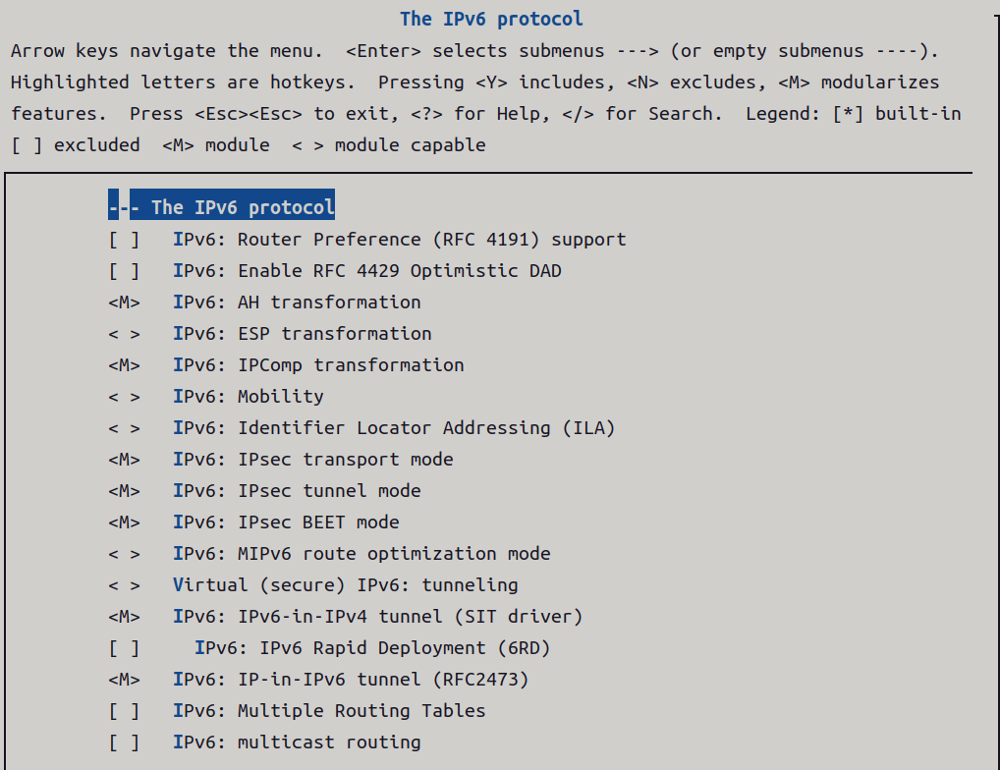 The IPv6 protocol
Arrow keys navigate the menu.  <Enter> selects submenus ---> (or empty submenus ----).
Highlighted letters are hotkeys.  Pressing <Y> includes, <N> excludes, <M> modularizes
features.  Press <Esc><Esc> to exit, <?> for Help, </> for Search.  Legend: [*] built-in
[ ] excluded  <M> module  < > module capable
--- The IPv6 protocol
[ ]   IPv6: Router Preference (RFC 4191) support
[ ]   IPv6: Enable RFC 4429 Optimistic DAD
<M>   IPv6: AH transformation
< >   IPv6: ESP transformation
<M>   IPv6: IPComp transformation
< >   IPv6: Mobility
< >   IPv6: Identifier Locator Addressing (ILA)
<M>   IPv6: IPsec transport mode
<M>   IPv6: IPsec tunnel mode
<M>   IPv6: IPsec BEET mode
< >   IPv6: MIPv6 route optimization mode
< >   Virtual (secure) IPv6: tunneling
<M>   IPv6: IPv6-in-IPv4 tunnel (SIT driver)
[ ]     IPv6: IPv6 Rapid Deployment (6RD)
<M>   IPv6: IP-in-IPv6 tunnel (RFC2473)
[ ]   IPv6: Multiple Routing Tables
[ ]   IPv6: multicast routing